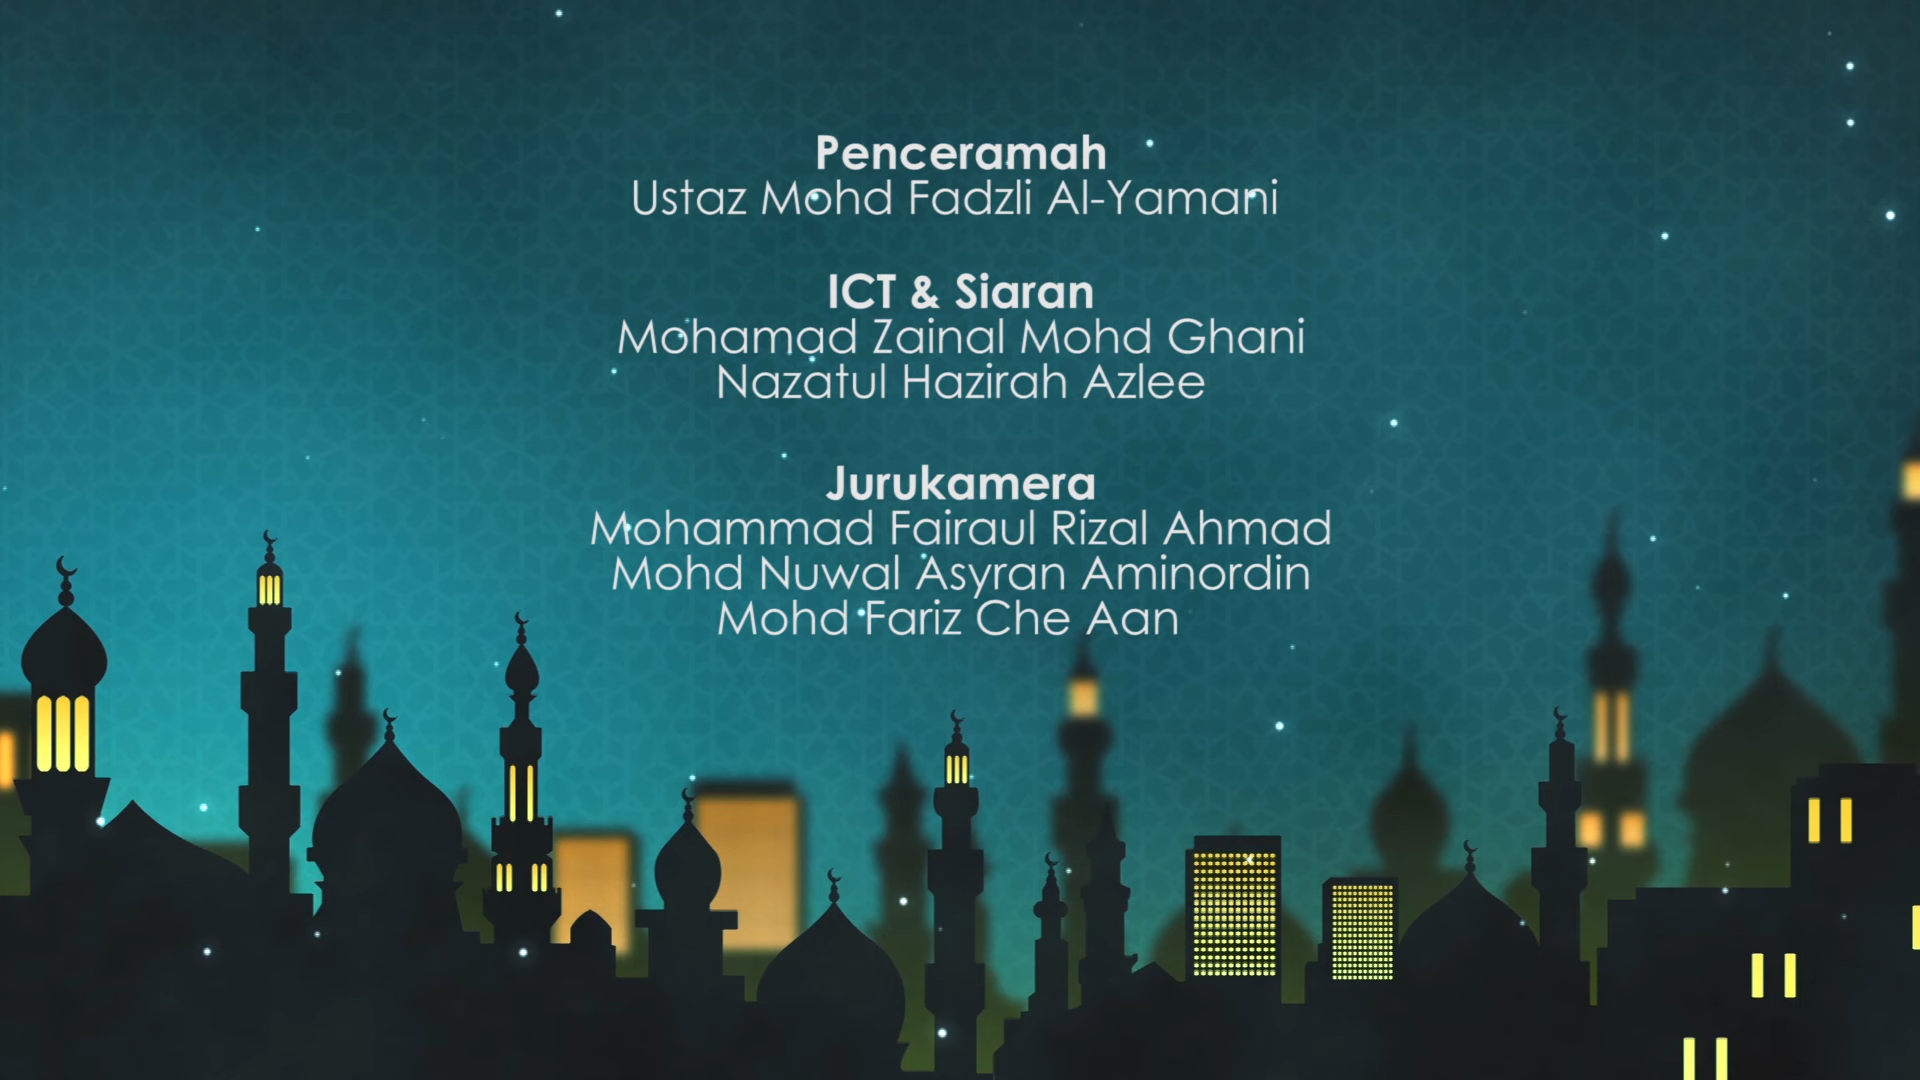 Penceramah
Ustaz Mohd Fadzli Al-Yamani
ICT & Siaran
Mohamad Zainal Mohd Ghani
Nazatul Hazirah Azlee
Jurukamera
Mohammad Fairaul Rizal Ahmad
Mohd Nuwal Asyran Aminordin
Mohd Fariz Che Aan